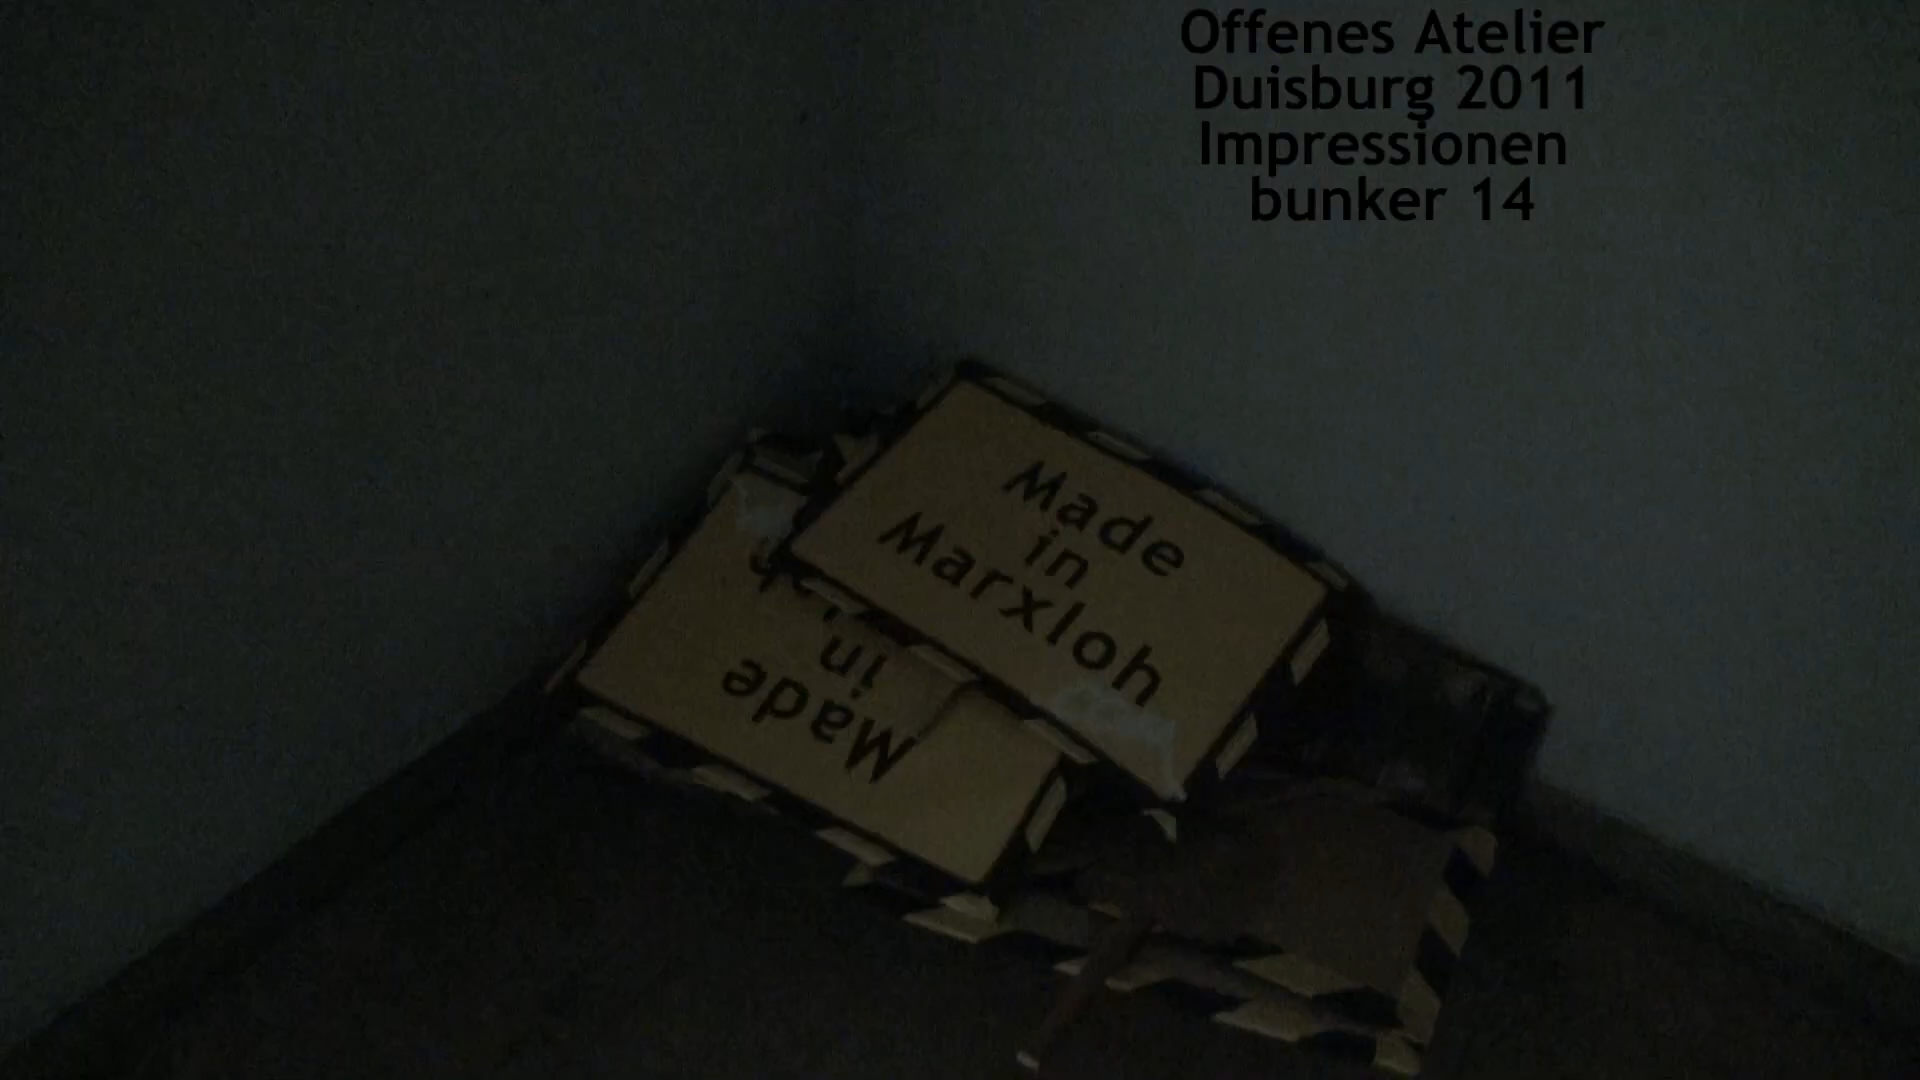 Offenes Atelier
Duisburg 2011
Impressionen
bunker 14
Made
in
Marxloh
in
Made